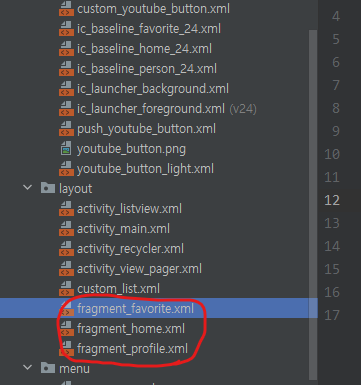 custom_youtube_button.xml
ic_baseline_favorite_24.xml
ic_baseline_home_24.xml
ic_baseline_person_24.xml
ic_launcher_background.xml
ic_launcher_foreground.xml (v24)
push_youtube_button.xml
youtube_button.png
youtube_button_light.xml
layout
activity_listview.xml
activity_main.xml
activity_recycler.xml
activity_view_pager.xml
custom_list.xml
fragment_favorite.xml
fragment_home.xml
fragment_profile.xml
menu
4
5
6
7
8
9
10
11
12
13
14
15
16
17